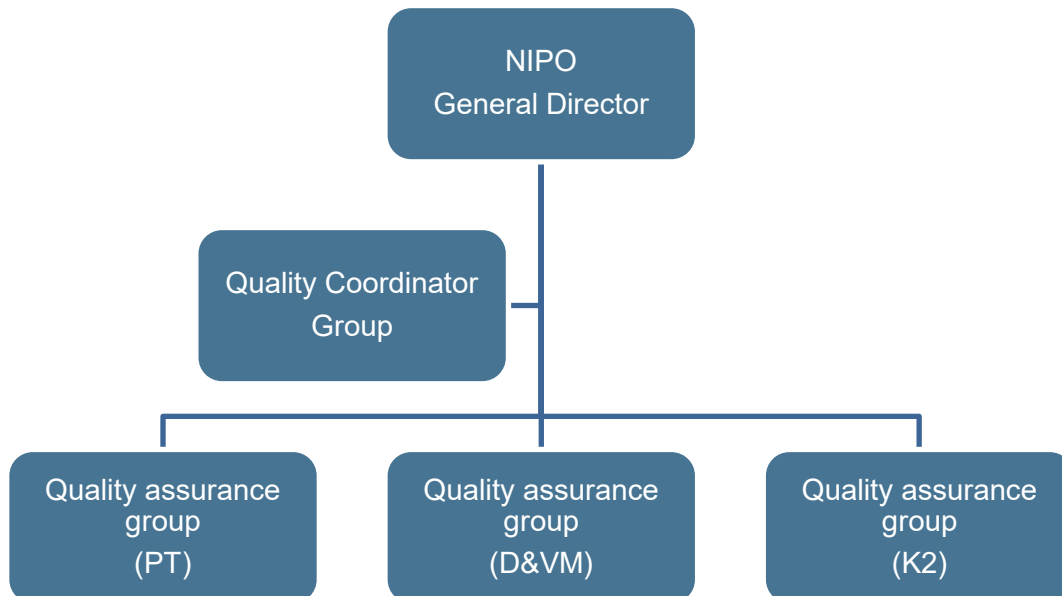 NIPO
General Director
Quality Coordinator
Group
Quality assurance
group
(PT)
Quality assurance
group
(D&VM)
Quality assurance
group
(K2)